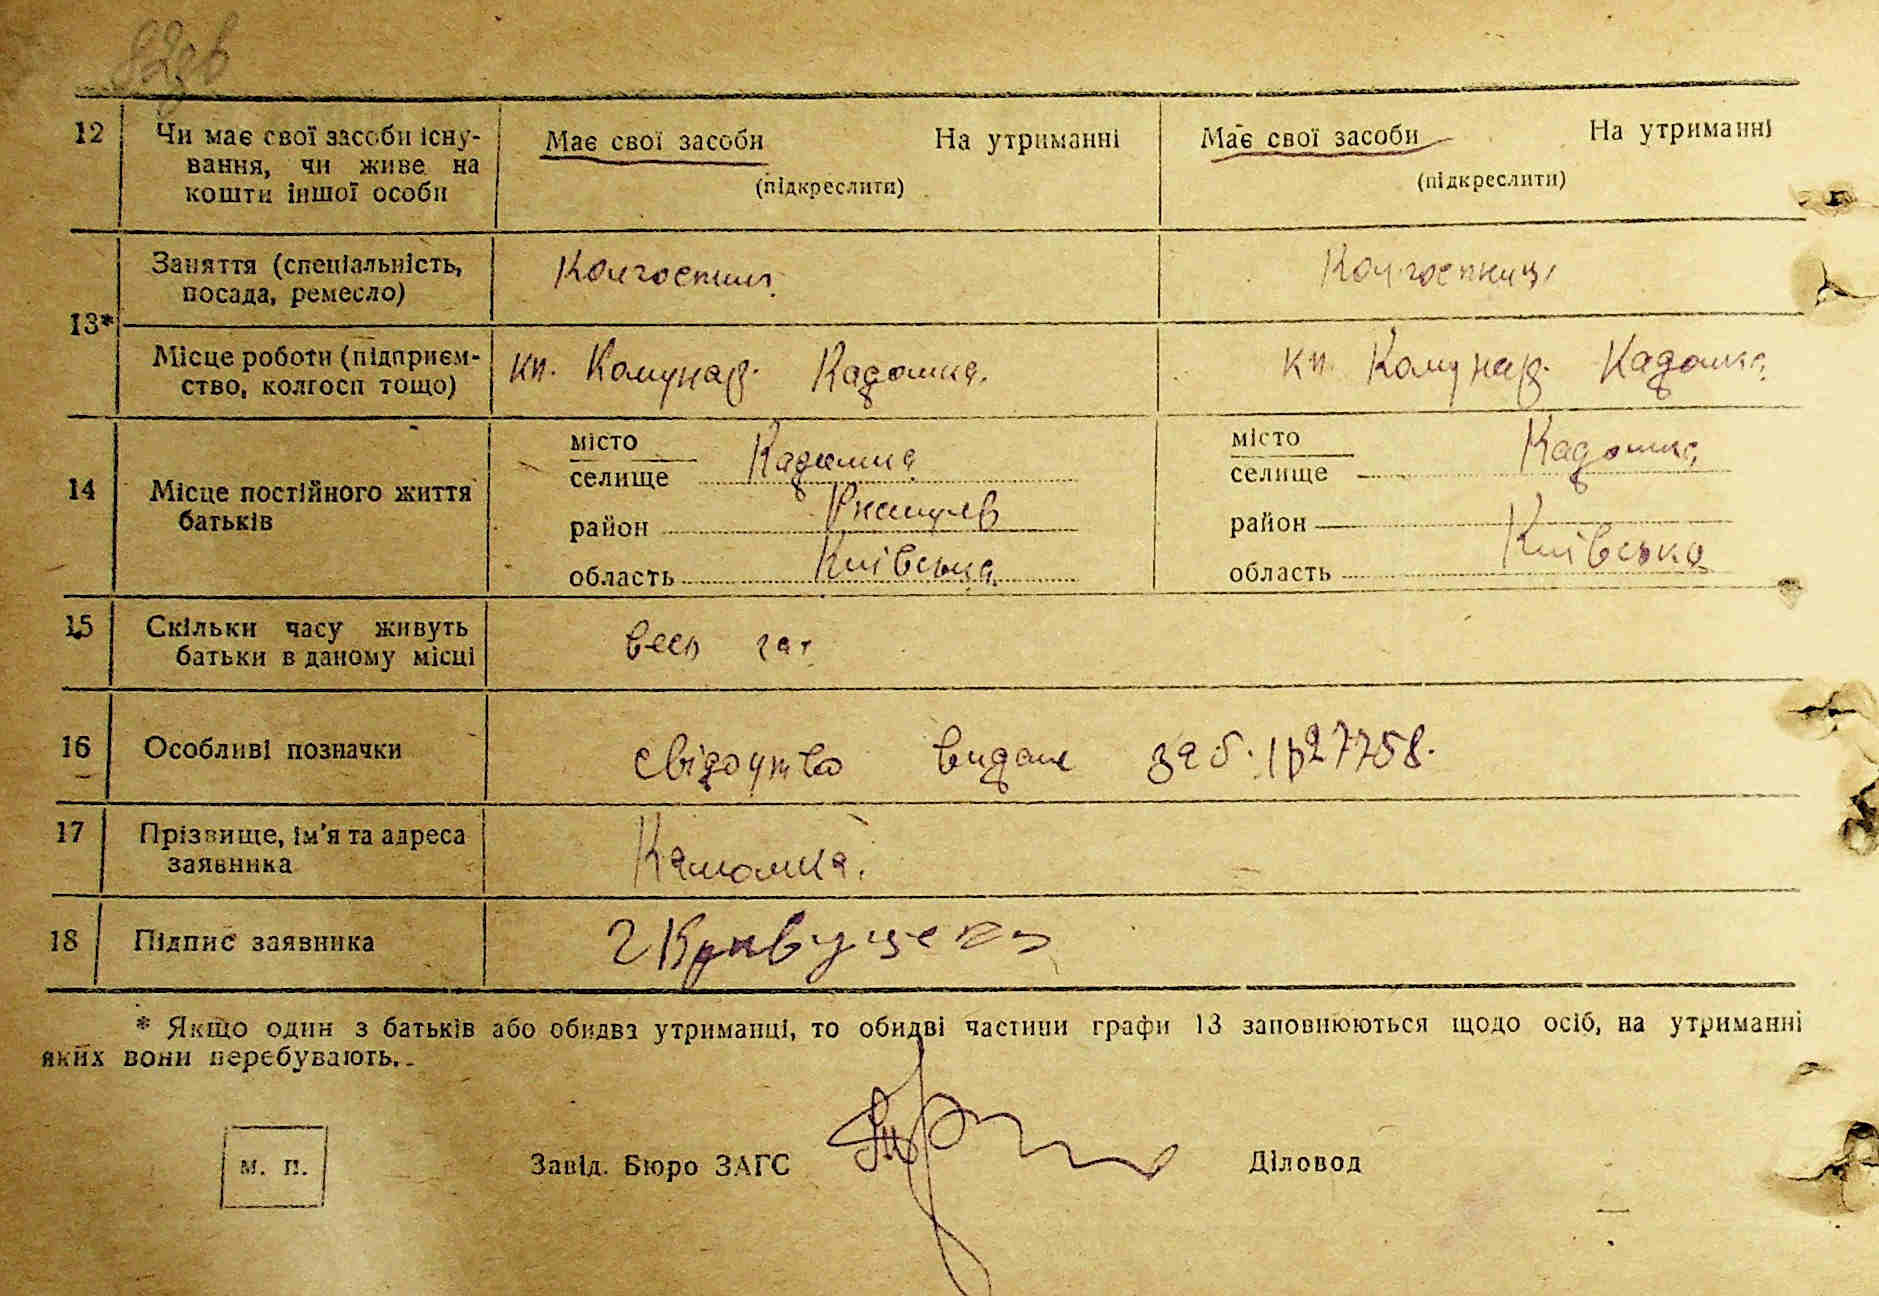 12 Чи має свої засоби існу-
вання, чи живе на
кошти іншої особи
Має свої засоби На утриманні
(підкреслити)
Має свої засоби На утриманні
(підкреслити)
13*
Заняття (спеціальність,
посада, ремесло)
Колгоспник
Колгоспниця
Місце роботи (підприєм-
ство, колгосп тощо)
кп. Комунар. Кадомка.
кп. Комунар. Кадомка.
14 Місце постійного життя
батьків
місто
селище Кадомка
район
область Київська
місто
селище Кадомка
район
область Київська
15 Скільки часу живуть
батьки в даному місці
весь час
16 Особливі позначки
свідоцтво видане за б. 27758.
17 Прізвище, ім’я та адреса
заявника
18 Підпис заявника
* Якщо один з батьків або обидва утриманці, то обидві частини графи 13 заповнюються щодо осіб, на утриманні
яких вони перебувають.
м. п.
Завід. Бюро ЗАГС
Діловод